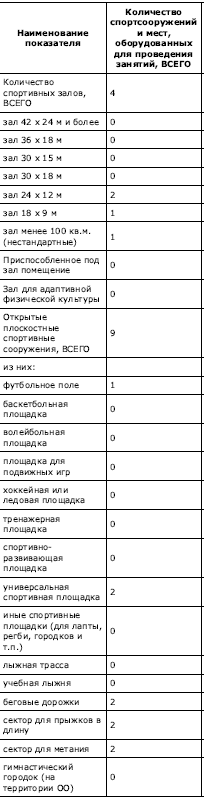 Наименование
показателя
Количество
спортсооружений
и мест,
оборудованных
для проведения
занятий, ВСЕГО
Количество
спортивных залов,
ВСЕГО
4
зал 42 x 24 м и более
0
зал 36 x 18 м
0
зал 30 x 15 м
0
зал 30 x 18 м
0
зал 24 x 12 м
2
зал 18 x 9 м
1
зал менее 100 кв.м.
(нестандартные)
1
Приспособленное под
зал помещение
0
Зал для адаптивной
физической культуры
0
Открытые
плоскостные
спортивные
сооружения, ВСЕГО
9
из них:
футбольное поле
1
баскетбольная
площадка
0
волейбольная
площадка
0
площадка для
подвижных игр
0
хоккейная или
ледовая площадка
0
тренажерная
площадка
0
спортивно-
развивающая
площадка
0
универсальная
спортивная площадка
2
иные спортивные
площадки (для лапты,
регби, городков и
т.п.)
0
лыжная трасса
0
учебная лыжня
0
беговые дорожки
2
сектор для прыжков в
длину
2
сектор для метания
2
гимнастический
городок (на
территории ОО)
0